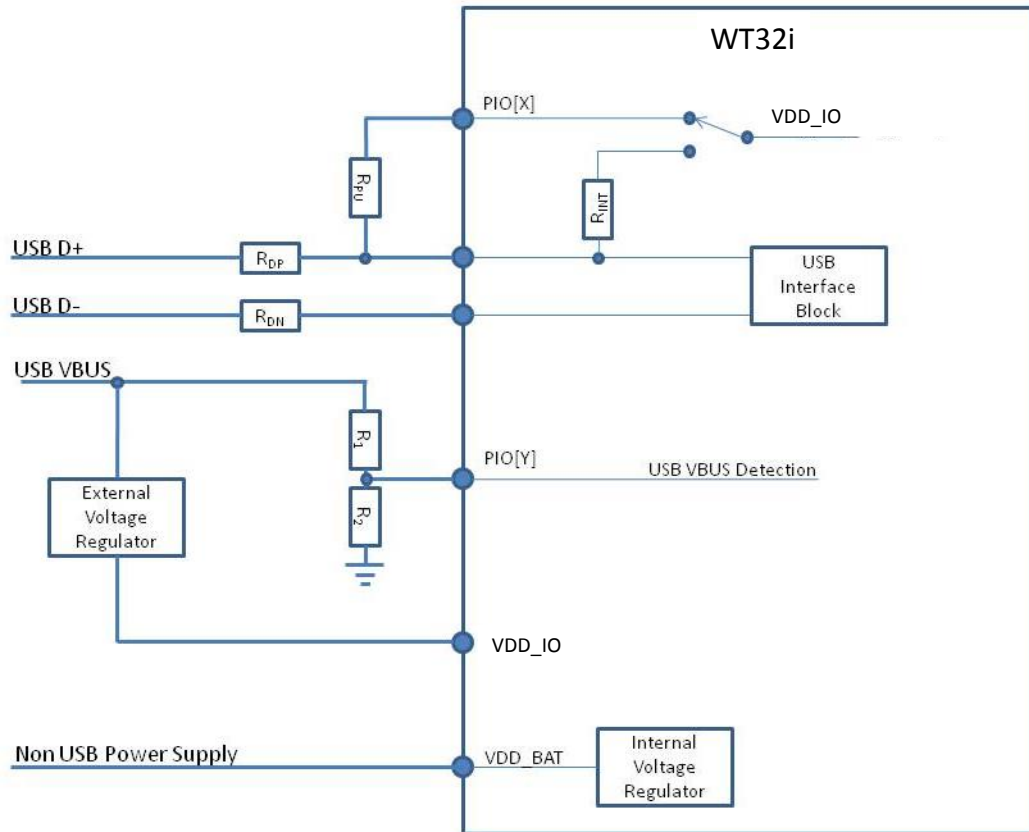 WT32i
PIO[X]
VDD_IO
RPU
RINT
USB D+
RDP
USB
Interface
Block
USB D-
RDN
USB VBUS
R1
PIO[Y]
USB VBUS Detection
External
Voltage
Regulator
R2
VDD_IO
Non USB Power Supply
VDD_BAT
Internal
Voltage
Regulator